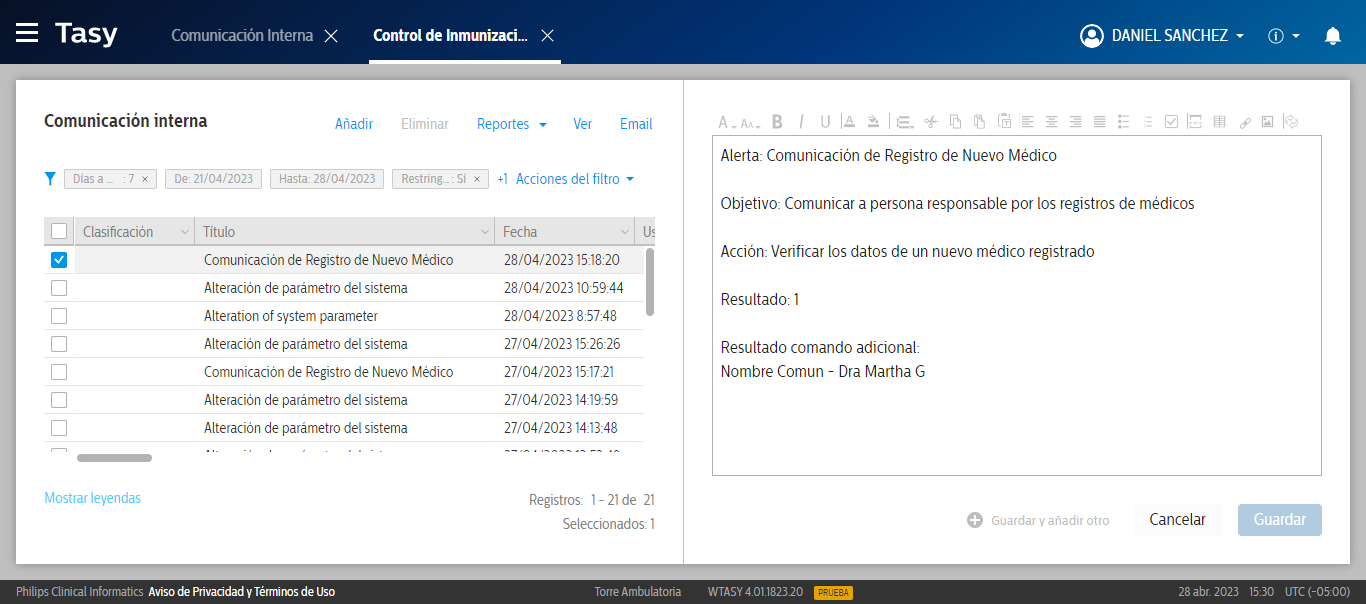 Tasy
Comunicación Interna
Control de Inmunizaci...
DANIEL SANCHEZ
Comunicación interna
Añadir
Eliminar
Reportes
Ver
Email
Días a ... : 7 ×
De: 21/04/2023
Hasta: 28/04/2023
Restring... : Sí ×
+1 Acciones del filtro
Clasificación Título Fecha Us
Comunicación de Registro de Nuevo Médico 28/04/2023 15:18:20
Alteración de parámetro del sistema 28/04/2023 10:59:44
Alteration of system parameter 28/04/2023 8:57:48
Alteración de parámetro del sistema 27/04/2023 15:26:26
Comunicación de Registro de Nuevo Médico 27/04/2023 15:17:21
Alteración de parámetro del sistema 27/04/2023 14:19:59
Alteración de parámetro del sistema 27/04/2023 14:13:48
Mostrar leyendas
Registros: 1 - 21 de 21
Seleccionados: 1
Alerta: Comunicación de Registro de Nuevo Médico
Objetivo: Comunicar a persona responsable por los registros de médicos
Acción: Verificar los datos de un nuevo médico registrado
Resultado: 1
Resultado comando adicional:
Nombre Comun - Dra Martha G
Guardar y añadir otro
Cancelar
Guardar
Philips Clinical Informatics Aviso de Privacidad y Términos de Uso
Torre Ambulatoria
WTASY 4.01.1823.20
PRUEBA
28 abr. 2023 15:30 UTC (-05:00)